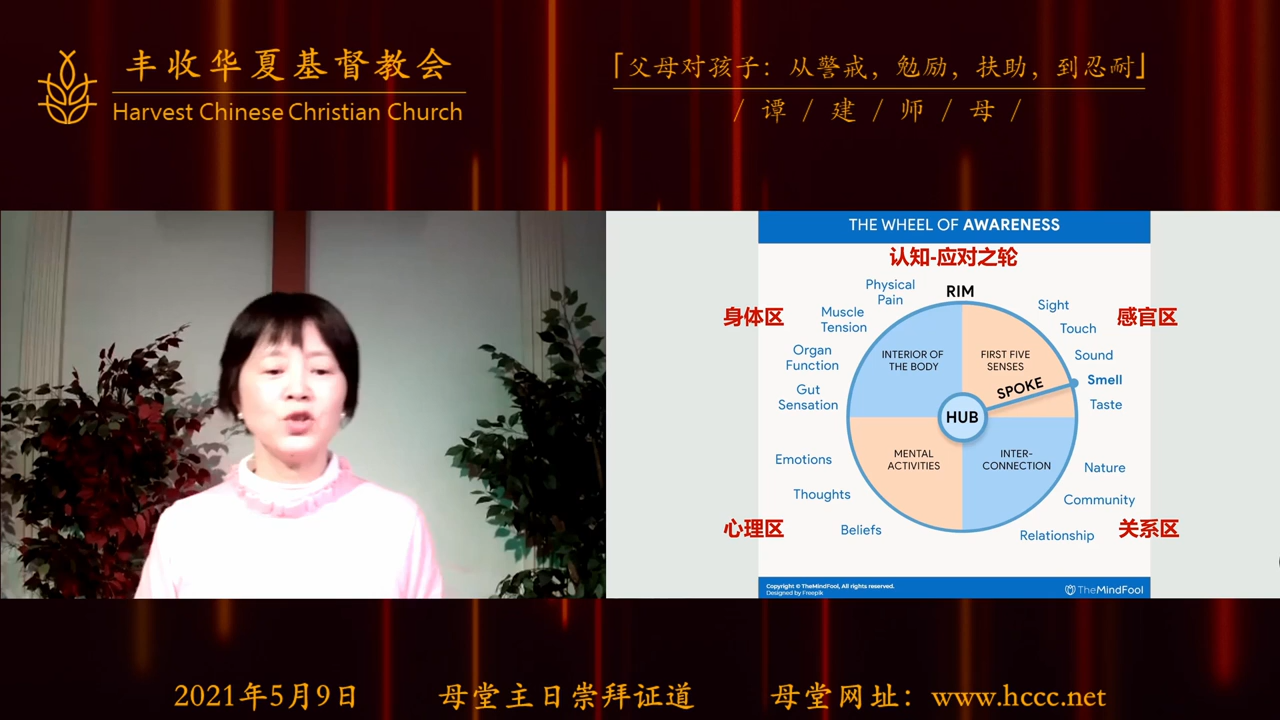 丰收华夏基督教会
Harvest Chinese Christian Church
「父母对孩子：从警戒，勉励，扶助，到忍耐」
/ 谭 / 建 / 师 / 母 /
THE WHEEL OF AWARENESS
认知-应对之轮
RIM
身体区
Physical
Pain
Muscle
Tension
Organ
Function
Gut
Sensation
INTERIOR OF
THE BODY
感官区
Sight
Touch
Sound
Smell
Taste
FIRST FIVE
SENSES
SPOKE
HUB
心理区
Emotions
Thoughts
Beliefs
MENTAL
ACTIVITIES
关系区
Nature
Community
Relationship
INTER-
CONNECTION
Copyright © TheMindFool, All rights reserved.
Designed by Freepik
TheMindFool
2021年5月9日 母堂主日崇拜证道 母堂网址：www.hccc.net